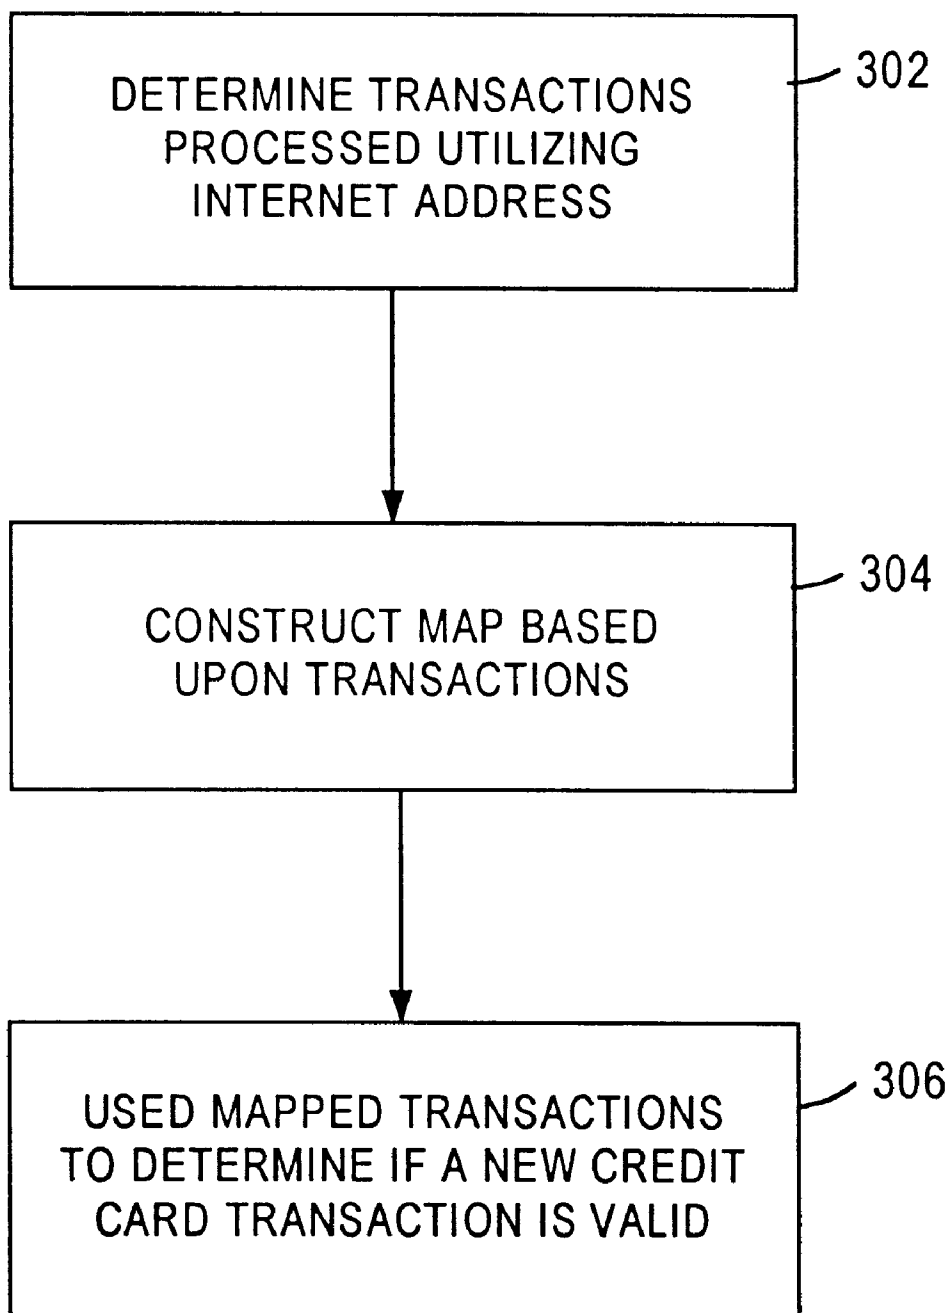 DETERMINE TRANSACTIONS
PROCESSED UTILIZING
INTERNET ADDRESS
302
CONSTRUCT MAP BASED
UPON TRANSACTIONS
304
USED MAPPED TRANSACTIONS
TO DETERMINE IF A NEW CREDIT
CARD TRANSACTION IS VALID
306